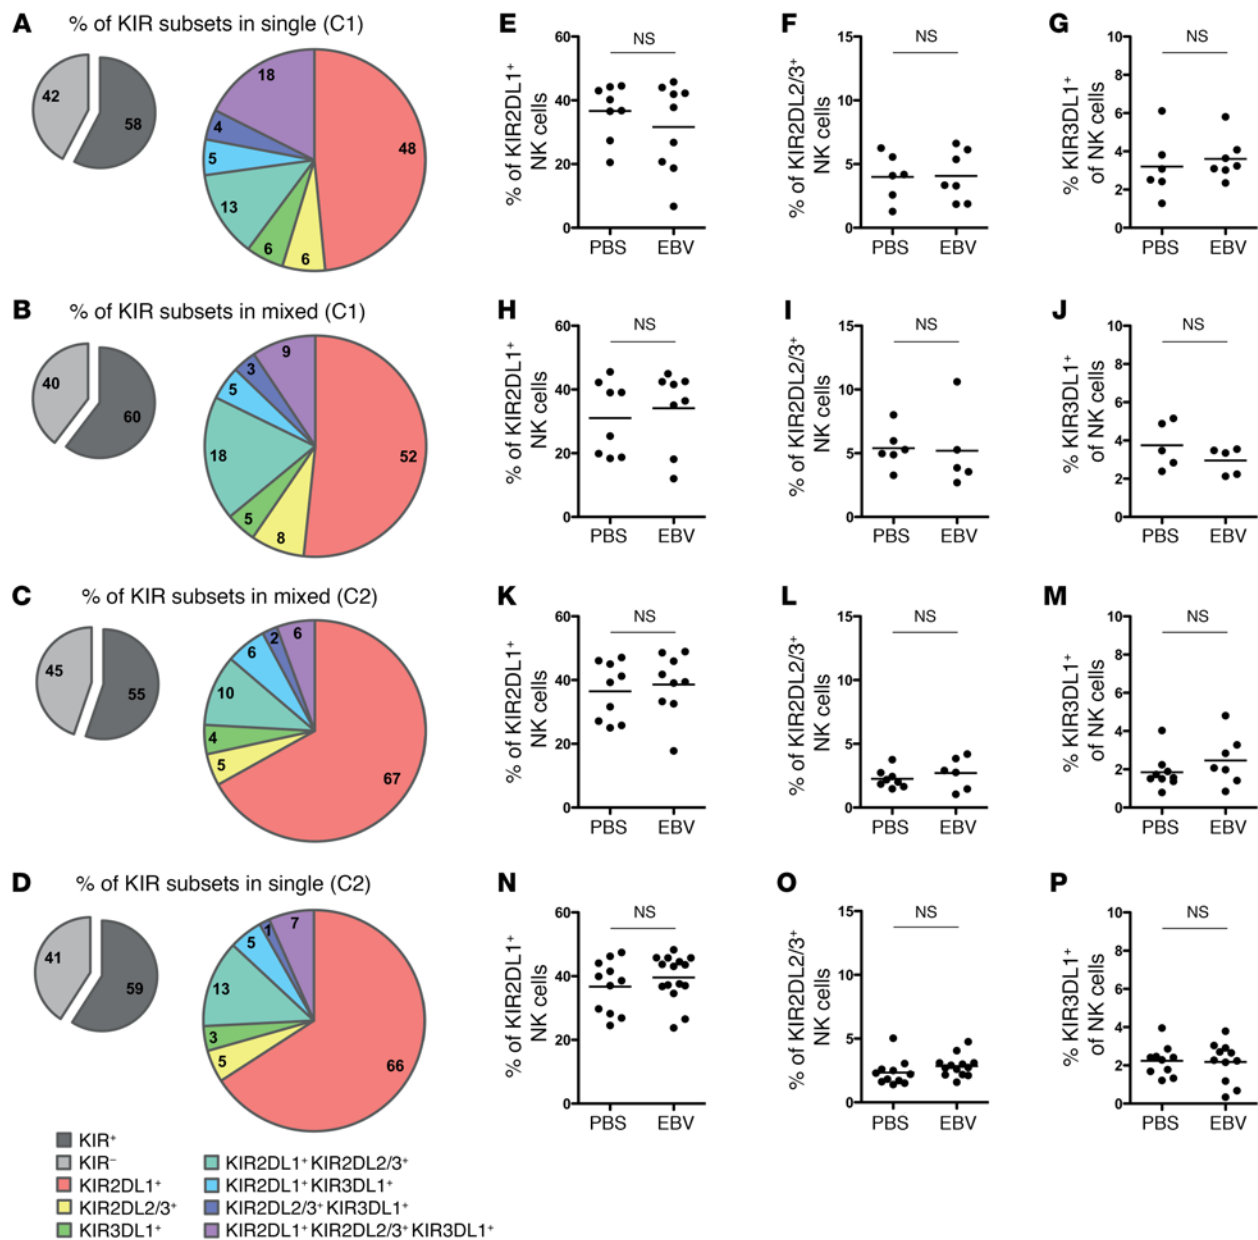 A % of KIR subsets in single (C1)
42
58
18
4
5
13
6
6
48
E
% of KIR2DL1⁺
NK cells
NS
60
40
20
0
PBS EBV
F
% of KIR2DL2/3⁺
NK cells
NS
15
10
5
0
PBS EBV
G
% KIR3DL1⁺
of NK cells
NS
10
8
6
4
2
0
PBS EBV
B % of KIR subsets in mixed (C1)
40
60
9
3
5
18
5
8
52
H
% of KIR2DL1⁺
NK cells
NS
60
40
20
0
PBS EBV
I
% of KIR2DL2/3⁺
NK cells
NS
15
10
5
0
PBS EBV
J
% KIR3DL1⁺
of NK cells
NS
10
8
6
4
2
0
PBS EBV
C % of KIR subsets in mixed (C2)
45
55
6
2
6
10
4
5
67
K
% of KIR2DL1⁺
NK cells
NS
60
40
20
0
PBS EBV
L
% of KIR2DL2/3⁺
NK cells
NS
15
10
5
0
PBS EBV
M
% KIR3DL1⁺
of NK cells
NS
10
8
6
4
2
0
PBS EBV
D % of KIR subsets in single (C2)
41
59
7
1
5
13
3
5
66
N
% of KIR2DL1⁺
NK cells
NS
60
40
20
0
PBS EBV
O
% of KIR2DL2/3⁺
NK cells
NS
15
10
5
0
PBS EBV
P
% KIR3DL1⁺
of NK cells
NS
10
8
6
4
2
0
PBS EBV
KIR⁺
KIR⁻
KIR2DL1⁺
KIR2DL2/3⁺
KIR3DL1⁺
KIR2DL1⁺ KIR2DL2/3⁺
KIR2DL1⁺ KIR3DL1⁺
KIR2DL2/3⁺ KIR3DL1⁺
KIR2DL1⁺ KIR2DL2/3⁺ KIR3DL1⁺